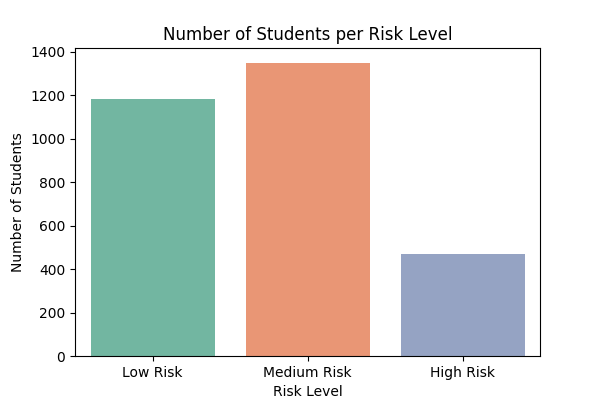 Number of Students per Risk Level
Number of Students
1400
1200
1000
800
600
400
200
0
Low Risk Medium Risk High Risk
Risk Level